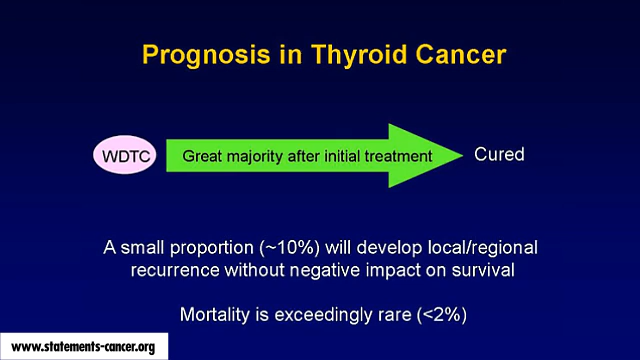 Prognosis in Thyroid Cancer
WDTC Great majority after initial treatment Cured
A small proportion (~10%) will develop local/regional
recurrence without negative impact on survival
Mortality is exceedingly rare (<2%)
www.statements-cancer.org